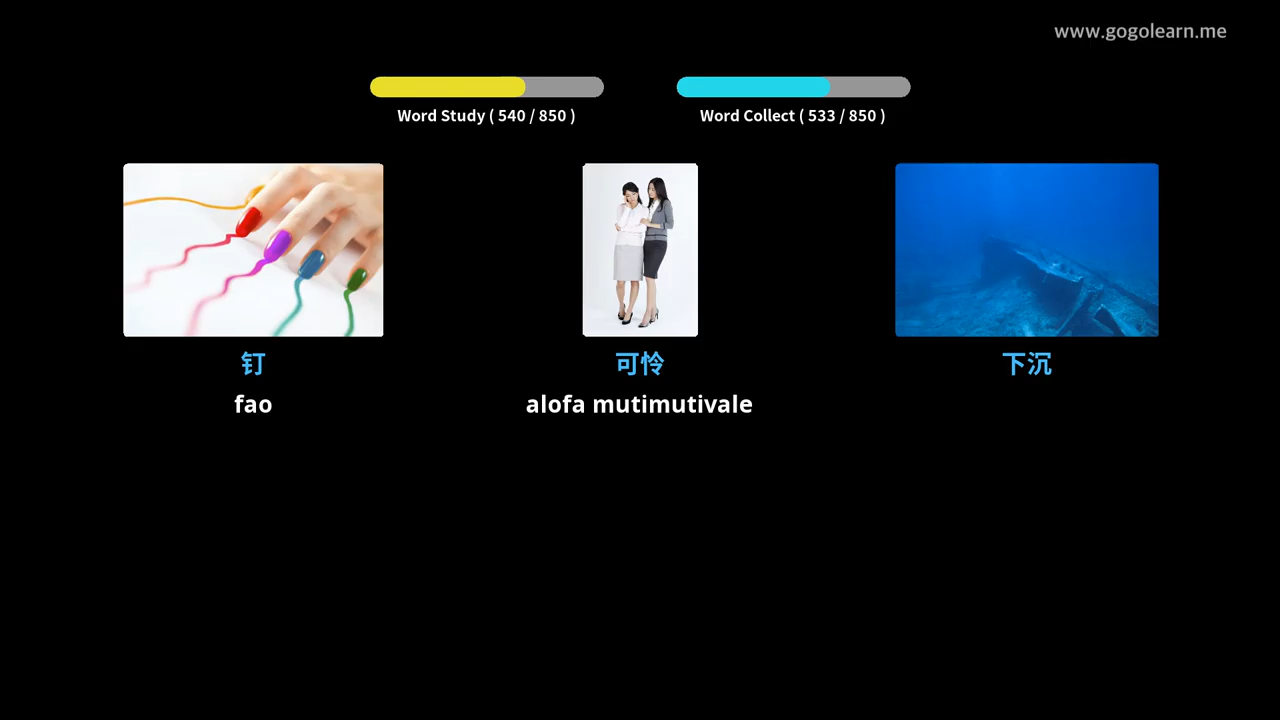 www.gogolearn.me
Word Study ( 540 / 850 )
Word Collect ( 533 / 850 )
钉
fao
可怜
alofa mutimutivale
下沉